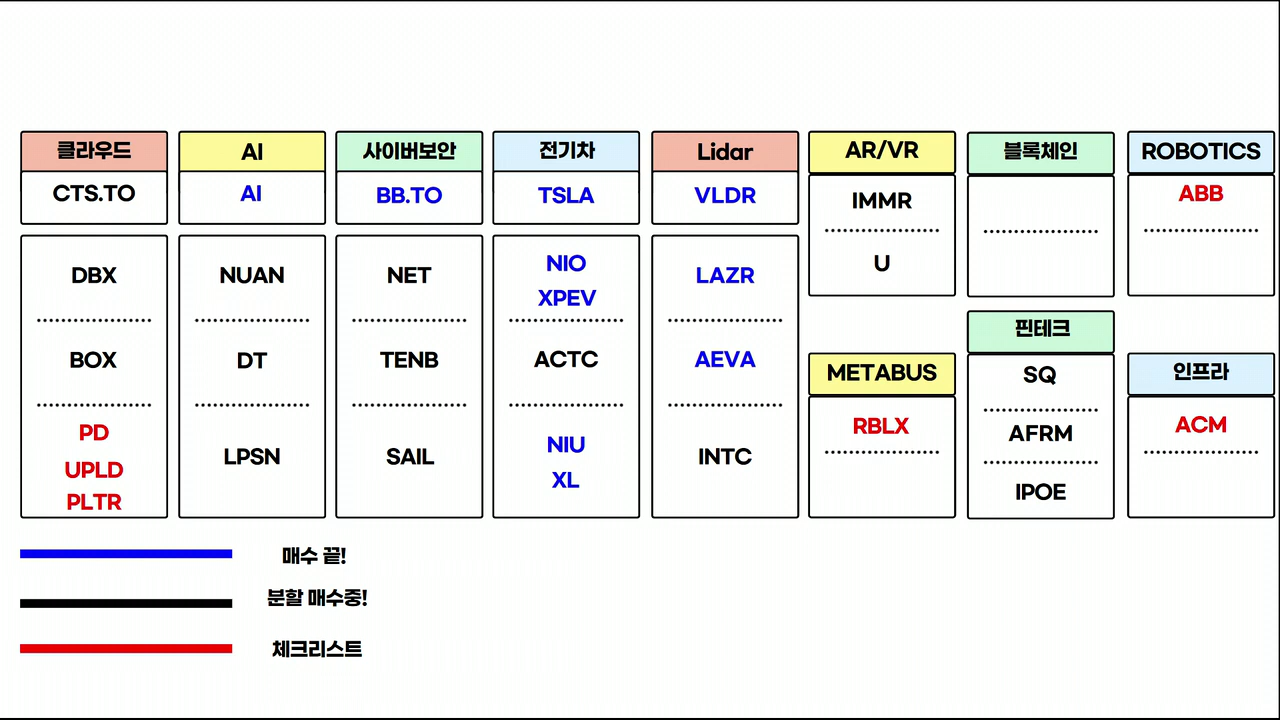 클라우드
CTS.TO
DBX
BOX
PD
UPLD
PLTR
AI
AI
NUAN
DT
LPSN
사이버보안
BB.TO
NET
TENB
SAIL
전기차
TSLA
NIO
XPEV
ACTC
NIU
XL
Lidar
VLDR
LAZR
AEVA
INTC
AR/VR
IMMR
U
METABUS
RBLX
블록체인
핀테크
SQ
AFRM
IPOE
ROBOTICS
ABB
인프라
ACM
매수 끝!
분할 매수중!
체크리스트